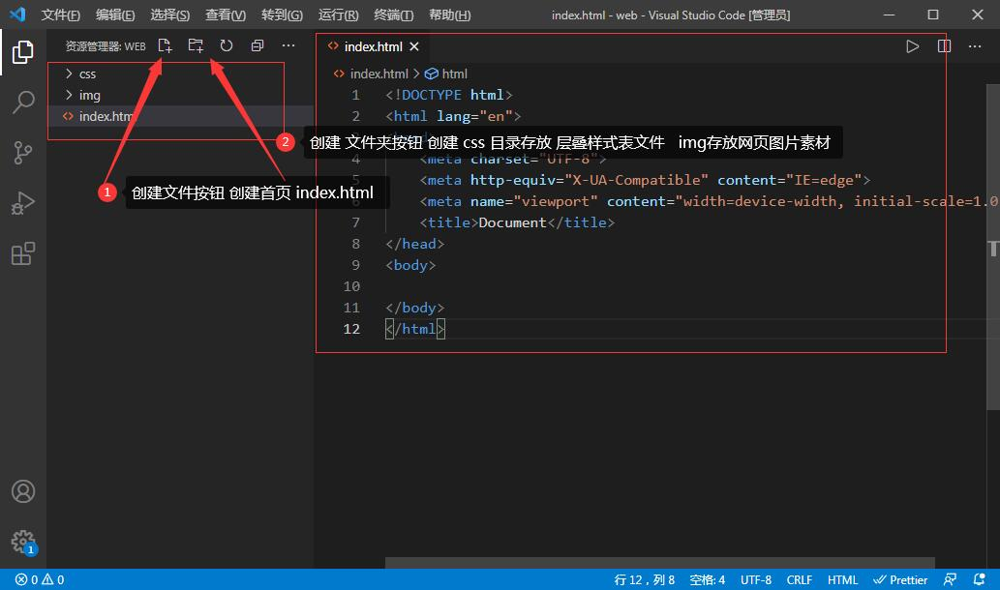 文件(F) 编辑(E) 选择(S) 查看(V) 转到(G) 运行(R) 终端(T) 帮助(H) index.html - web - Visual Studio Code [管理员]
资源管理器: WEB
css
img
index.htm
1 创建文件按钮 创建首页 index.html
2 创建 文件夹按钮 创建 css 目录存放 层叠样式表文件 img存放网页图片素材
index.html
index.html > html
1 <!DOCTYPE html>
2 <html lang="en">
<meta charset="UTF-8">
<meta http-equiv="X-UA-Compatible" content="IE=edge">
<meta name="viewport" content="width=device-width, initial-scale=1.0
7 <title>Document</title>
8 </head>
9 <body>
10
11 </body>
12 </html>
1
0 0 行 12，列 8 空格: 4 UTF-8 CRLF HTML Prettier